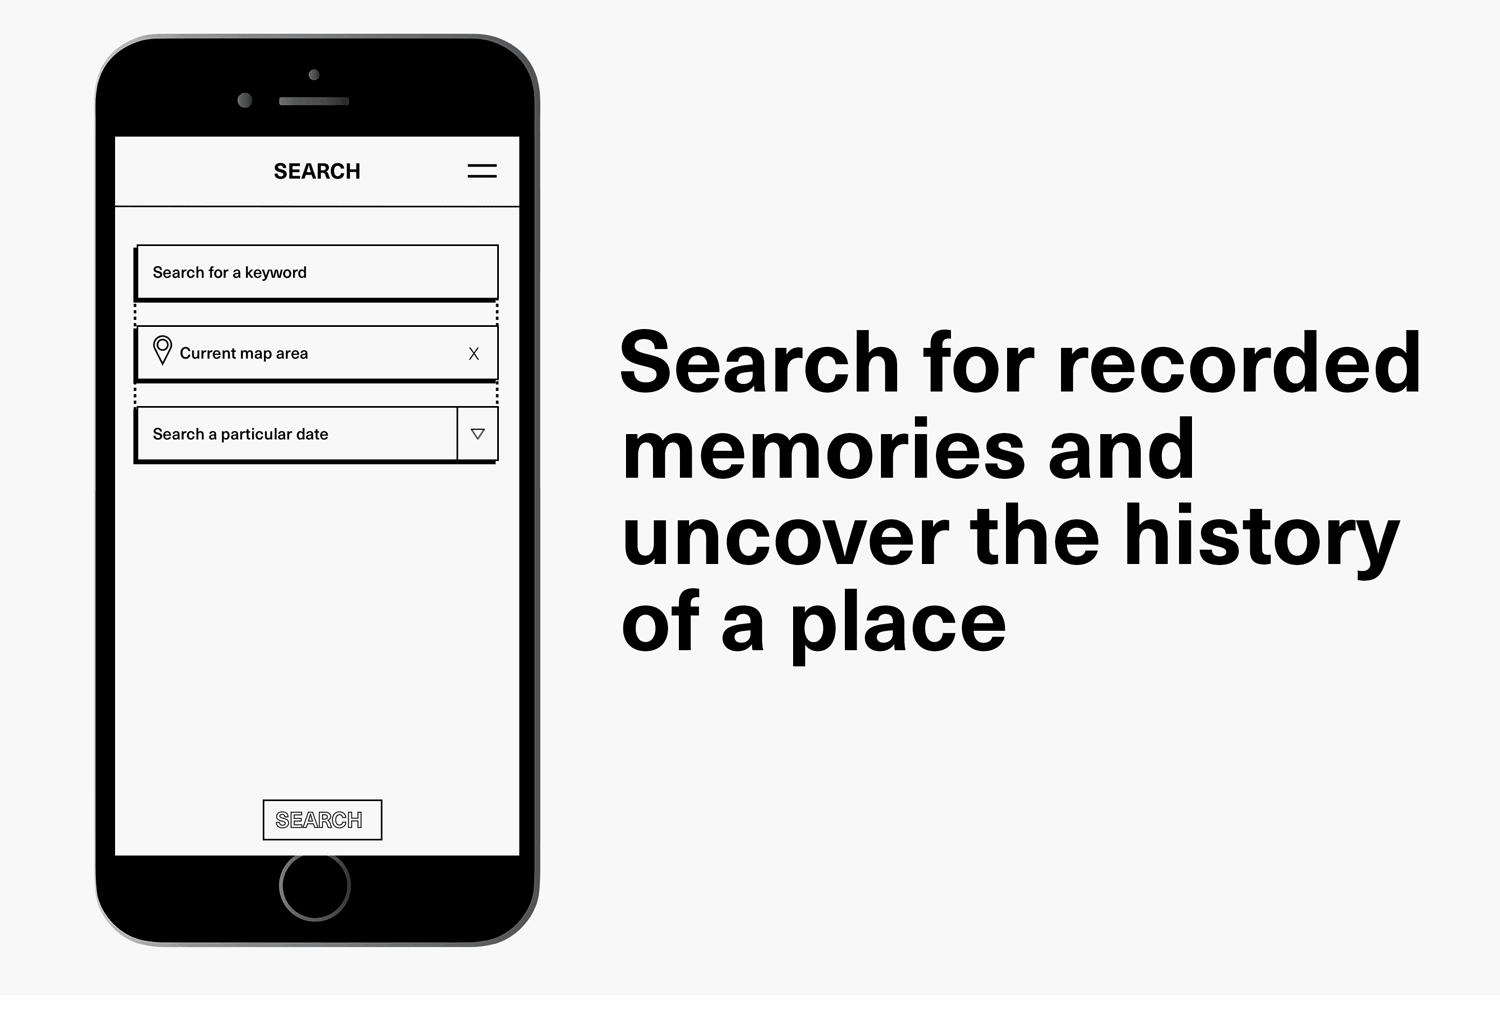 SEARCH
Search for a keyword
Current map area X
Search a particular date
SEARCH
Search for recorded
memories and
uncover the history
of a place